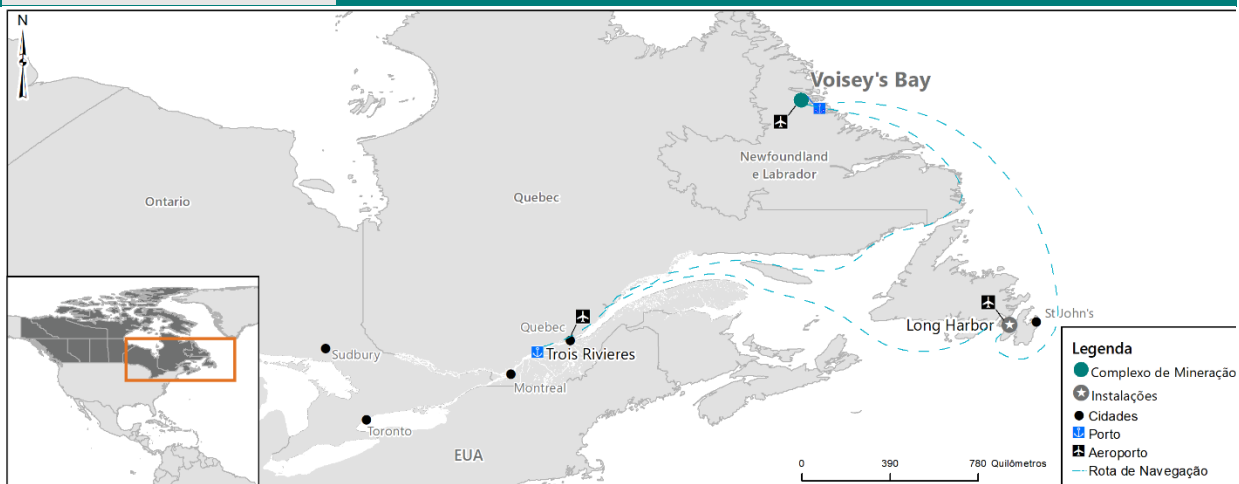 N
Voisey's Bay
Newfoundland
e Labrador
Ontario
Quebec
Quebec
St John's
Long Harbor
Trois Rivieres
Sudbury
Montreal
Toronto
EUA
0 390 780 Quilômetros
Legenda
Complexo de Mineração
Instalações
Cidades
Porto
Aeroporto
Rota de Navegação